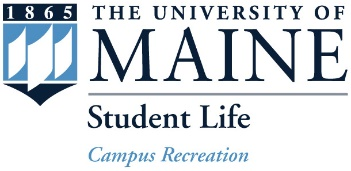 1865
THE UNIVERSITY OF
MAINE
Student Life
Campus Recreation